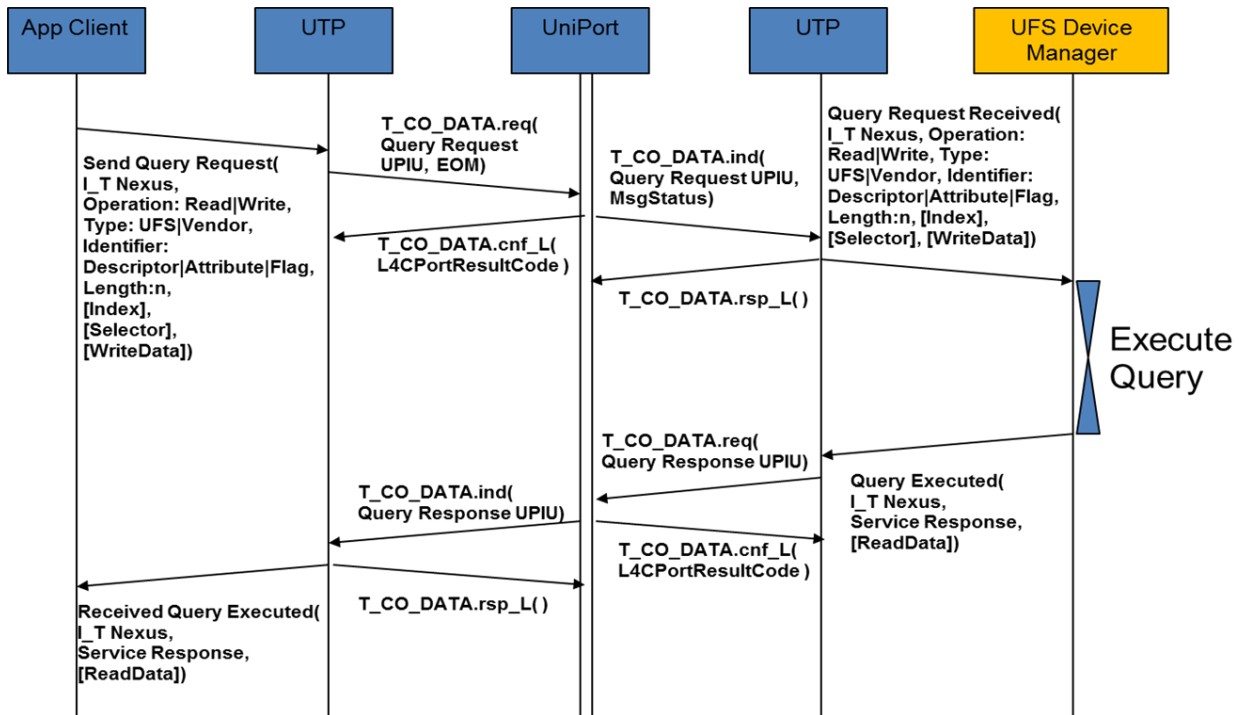 App Client
UTP
UniPort
UTP
UFS Device
Manager
Send Query Request(
I_T Nexus,
Operation: Read|Write,
Type: UFS|Vendor,
Identifier:
Descriptor|Attribute|Flag,
Length:n,
[Index],
[Selector],
[WriteData])
T_CO_DATA.req(
Query Request
UPIU, EOM)
T_CO_DATA.cnf_L(
L4CPortResultCode)
T_CO_DATA.ind(
Query Request UPIU,
MsgStatus)
T_CO_DATA.rsp_L()
Query Request Received(
I_T Nexus, Operation:
Read|Write, Type:
UFS|Vendor, Identifier:
Descriptor|Attribute|Flag,
Length:n, [Index],
[Selector], [WriteData])
Execute
Query
T_CO_DATA.req(
Query Response UPIU)
Query Executed(
I_T Nexus,
Service Response,
[ReadData])
T_CO_DATA.ind(
Query Response UPIU)
T_CO_DATA.cnf_L(
L4CPortResultCode)
T_CO_DATA.rsp_L()
Received Query Executed(
I_T Nexus,
Service Response,
[ReadData])